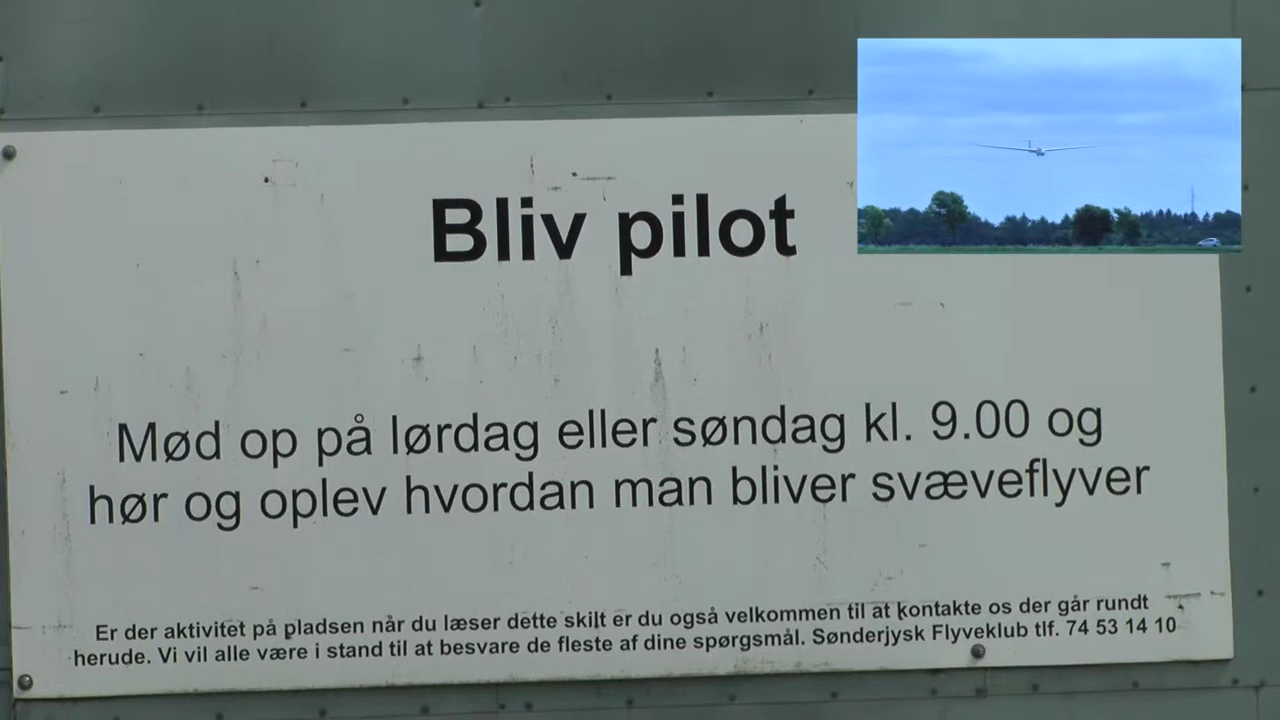 Bliv pilot
Mød op på lørdag eller søndag kl. 9.00 og
hør og oplev hvordan man bliver svæveflyver
Er der aktivitet på pladsen når du læser dette skilt er du også velkommen til at kontakte os der går rundt
herude. Vi vil alle være i stand til at besvare de fleste af dine spørgsmål. Sønderjysk Flyveklub tlf. 74 53 14 10